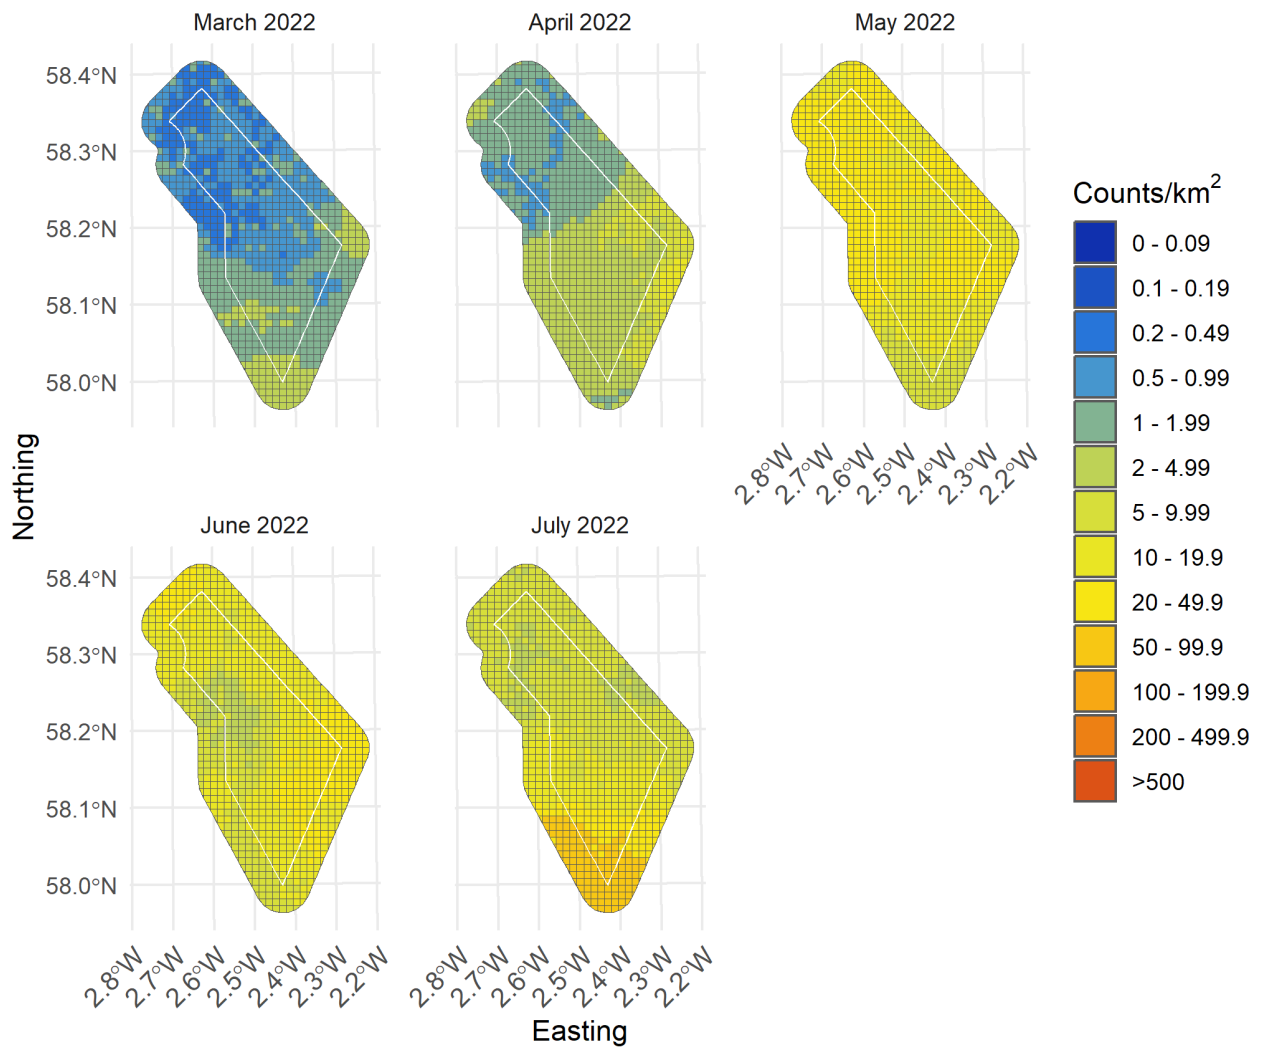 March 2022
April 2022
May 2022
58.4°N
58.3°N
58.2°N
58.1°N
58.0°N
2.8°W
2.7°W
2.6°W
2.5°W
2.4°W
2.3°W
2.2°W
June 2022
July 2022
58.4°N
58.3°N
58.2°N
58.1°N
58.0°N
2.8°W
2.7°W
2.6°W
2.5°W
2.4°W
2.3°W
2.2°W
2.8°W
2.7°W
2.6°W
2.5°W
2.4°W
2.3°W
2.2°W
Northing
Easting
Counts/km²
0 - 0.09
0.1 - 0.19
0.2 - 0.49
0.5 - 0.99
1 - 1.99
2 - 4.99
5 - 9.99
10 - 19.9
20 - 49.9
50 - 99.9
100 - 199.9
200 - 499.9
>500